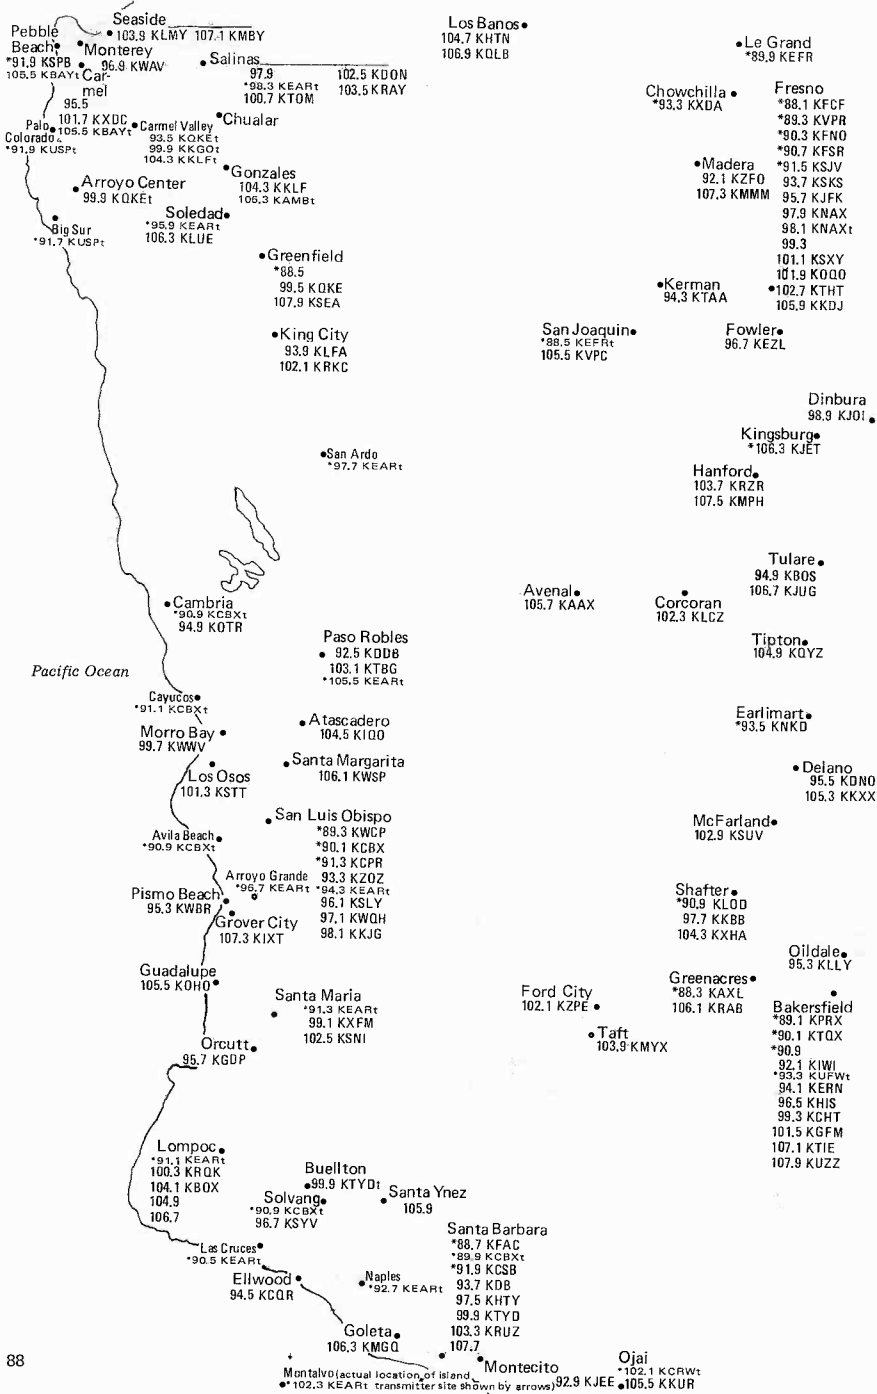 Seaside
103.9 KLMY 107.1 KMBY
Pebble
Beach
*91.9 KSPB
105.5 KBAYt
Monterey
96.9 KWAV
Car-
mel
95.5
101.7 KXDC
105.5 KBAYt
Salinas
97.9
*98.3 KEARt
100.7 KTOM
102.5 KDON
103.5 KRAY
Los Banos
104.7 KHTN
106.9 KQLB
Le Grand
*89.9 KEFR
Chowchilla
*93.3 KXDA
Fresno
*88.1 KFCF
*89.3 KVPR
*90.3 KFNO
*90.7 KFSR
*91.5 KSJV
93.7 KSKS
95.7 KJFK
97.9 KNAX
98.1 KNAXt
99.3
101.1 KSXY
101.9 KOQO
102.7 KTHT
105.9 KKDJ
Palo
Colorado
*91.9 KUSPt
Carmel Valley
93.5 KQKEt
99.9 KKGOt
104.3 KKLFt
Chualar
Gonzales
104.3 KKLF
105.3 KAMBt
Madera
92.1 KZFO
107.3 KMMM
Arroyo Center
99.9 KQKEt
Soledad
*95.9 KEARt
106.3 KLUE
Big Sur
*91.7 KUSPt
Greenfield
*88.5
99.5 KQKE
107.9 KSEA
Kerman
94.3 KTAA
King City
93.9 KLFA
102.1 KRKC
San Joaquin
*88.5 KEFRt
105.5 KVPC
Fowler
96.7 KEZL
Dinbura
98.9 KJOI
Kingsburg
*106.3 KJET
San Ardo
*97.7 KEARt
Hanford
103.7 KRZR
107.5 KMPH
Tulare
94.9 KBOS
106.7 KJUG
Cambria
*90.9 KCBXt
94.9 KOTR
Avenal
105.7 KAAX
Corcoran
102.3 KLCZ
Paso Robles
92.5 KDDB
103.1 KTBG
*105.5 KEARt
Tipton
104.9 KQYZ
Pacific Ocean
Cayucos
*91.1 KCBXt
Morro Bay
99.7 KWWV
Atascadero
104.5 KIQO
Earlimart
*93.5 KNKD
Los Osos
101.3 KSTT
Santa Margarita
106.1 KWSP
Delano
95.5 KDNO
105.3 KKXX
San Luis Obispo
*89.3 KWCP
*90.1 KCBX
*91.3 KCPR
93.3 KZOZ
*94.3 KEARt
96.1 KSLY
97.1 KWQH
98.1 KKJG
McFarland
102.9 KSUV
Avila Beach
*90.9 KCBXt
Arroyo Grande
*96.7 KEARt
Pismo Beach
95.3 KWBR
Grover City
107.3 KIXT
Shafter
*90.9 KLOD
97.7 KKBB
104.3 KXHA
Oildale
95.3 KLLY
Guadalupe
105.5 KOHO
Santa Maria
*91.3 KEARt
99.1 KXFM
102.5 KSNI
Ford City
102.1 KZPE
Greenacres
*88.3 KAXL
106.1 KRAB
Taft
103.9 KMYX
Bakersfield
*89.1 KPRX
*90.1 KTQX
*90.9
92.1 KIWI
*93.3 KUFWt
94.1 KERN
96.5 KHIS
99.3 KCHT
101.5 KGFM
107.1 KTIE
107.9 KUZZ
Orcutt
95.7 KGDP
Lompoc
*91.1 KEARt
100.3 KRQK
104.1 KBOX
104.9
106.7
Buellton
99.9 KTYDt
Solvang
*90.9 KCBXt
96.7 KSYV
Santa Ynez
105.9
Santa Barbara
*88.7 KFAC
*89.9 KCBXt
*91.9 KCSB
93.7 KDB
97.5 KHTY
99.9 KTYD
103.3 KRUZ
107.7
Las Cruces
*90.5 KEARt
Ellwood
94.5 KCQR
Naples
*92.7 KEARt
Goleta
106.3 KMGQ
88
Montalvo (actual location of island
*102.3 KEARt transmitter site shown by arrows)
Montecito
92.9 KJEE
Ojai
*102.1 KCRWt
105.5 KKUR